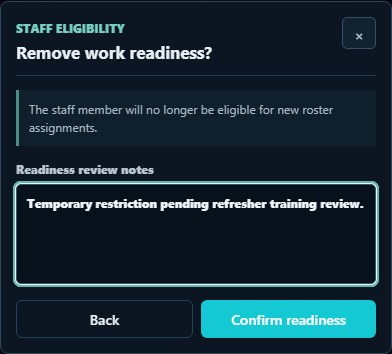 STAFF ELIGIBILITY
Remove work readiness?
×
The staff member will no longer be eligible for new roster
assignments.
Readiness review notes
Temporary restriction pending refresher training review.
Back
Confirm readiness